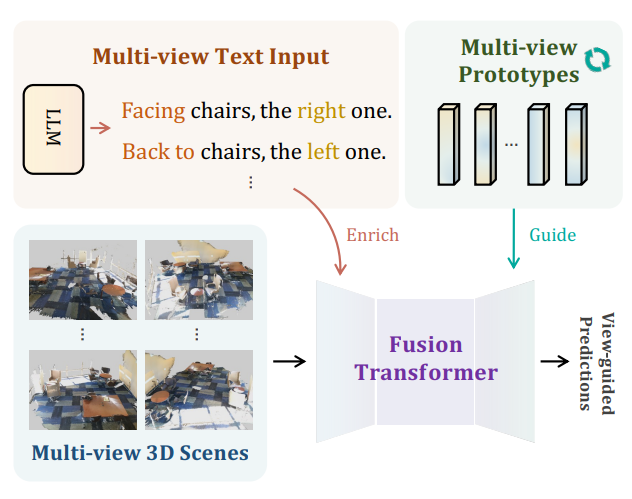 Multi-view Text Input
LLM
Facing chairs, the right one.
Back to chairs, the left one.
⋮
Multi-view
Prototypes
...
Enrich
Guide
⋮
⋮
Multi-view 3D Scenes
Fusion
Transformer
View-guided
Predictions